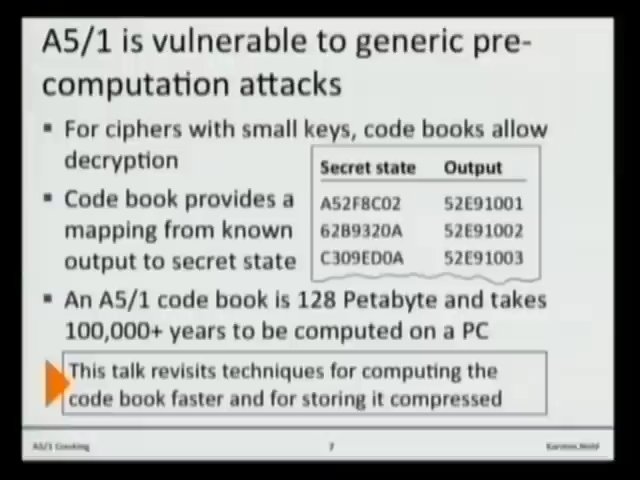 A5/1 is vulnerable to generic pre-
computation attacks
▪ For ciphers with small keys, code books allow
decryption
Secret state Output
A52F8C02 52E91001
62B9320A 52E91002
C309ED0A 52E91003
▪ Code book provides a
mapping from known
output to secret state
▪ An A5/1 code book is 128 Petabyte and takes
100,000+ years to be computed on a PC
This talk revisits techniques for computing the
code book faster and for storing it compressed
A5/1 Cracking
7